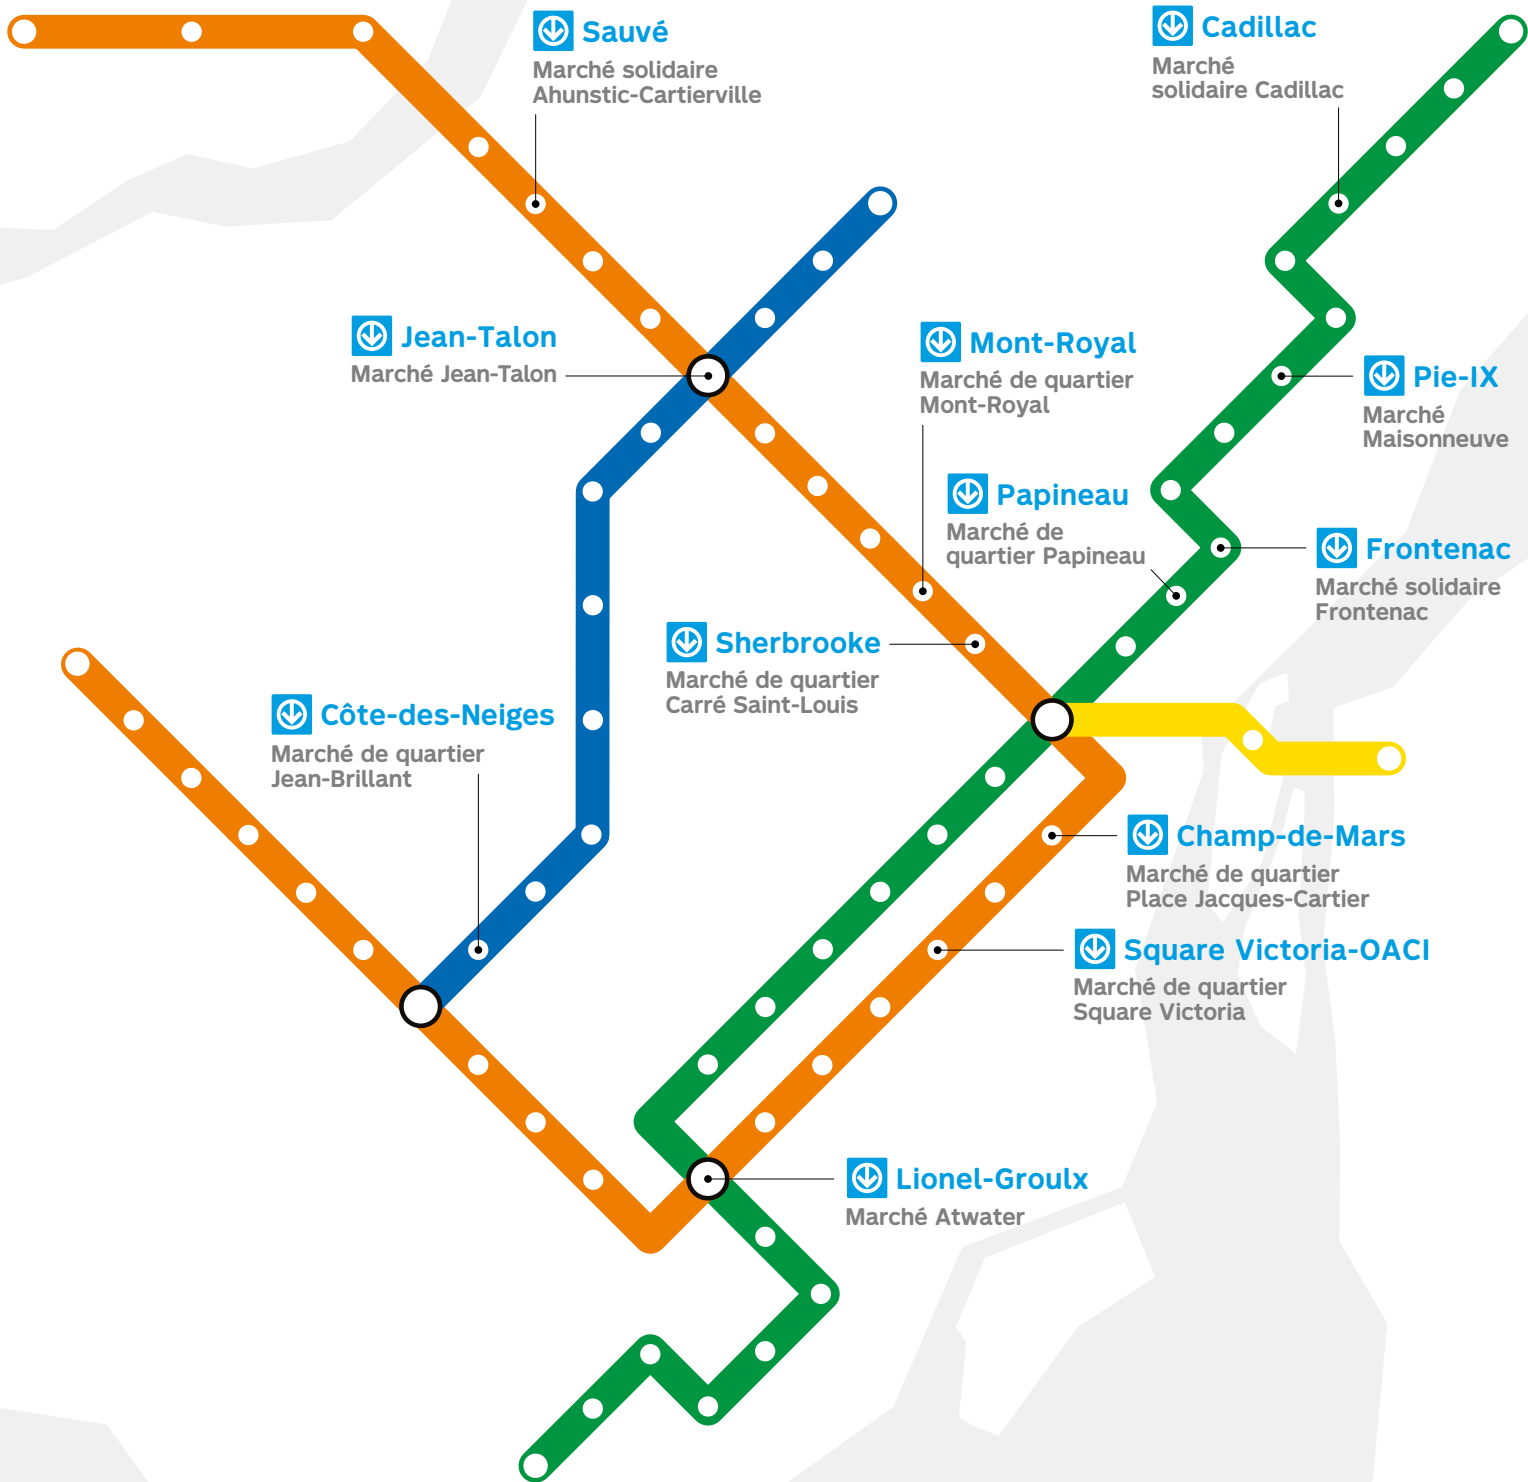 Sauvé
Marché solidaire
Ahunstic-Cartierville
Cadillac
Marché
solidaire Cadillac
Jean-Talon
Marché Jean-Talon
Mont-Royal
Marché de quartier
Mont-Royal
Pie-IX
Marché
Maisonneuve
Papineau
Marché de
quartier Papineau
Frontenac
Marché solidaire
Frontenac
Sherbrooke
Marché de quartier
Carré Saint-Louis
Côte-des-Neiges
Marché de quartier
Jean-Brillant
Champ-de-Mars
Marché de quartier
Place Jacques-Cartier
Square Victoria-OACI
Marché de quartier
Square Victoria
Lionel-Groulx
Marché Atwater